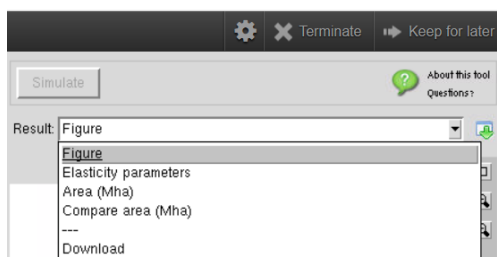 Terminate
Keep for later
Simulate
About this tool
Questions?
Result: Figure
Figure
Elasticity parameters
Area (Mha)
Compare area (Mha)
---
Download